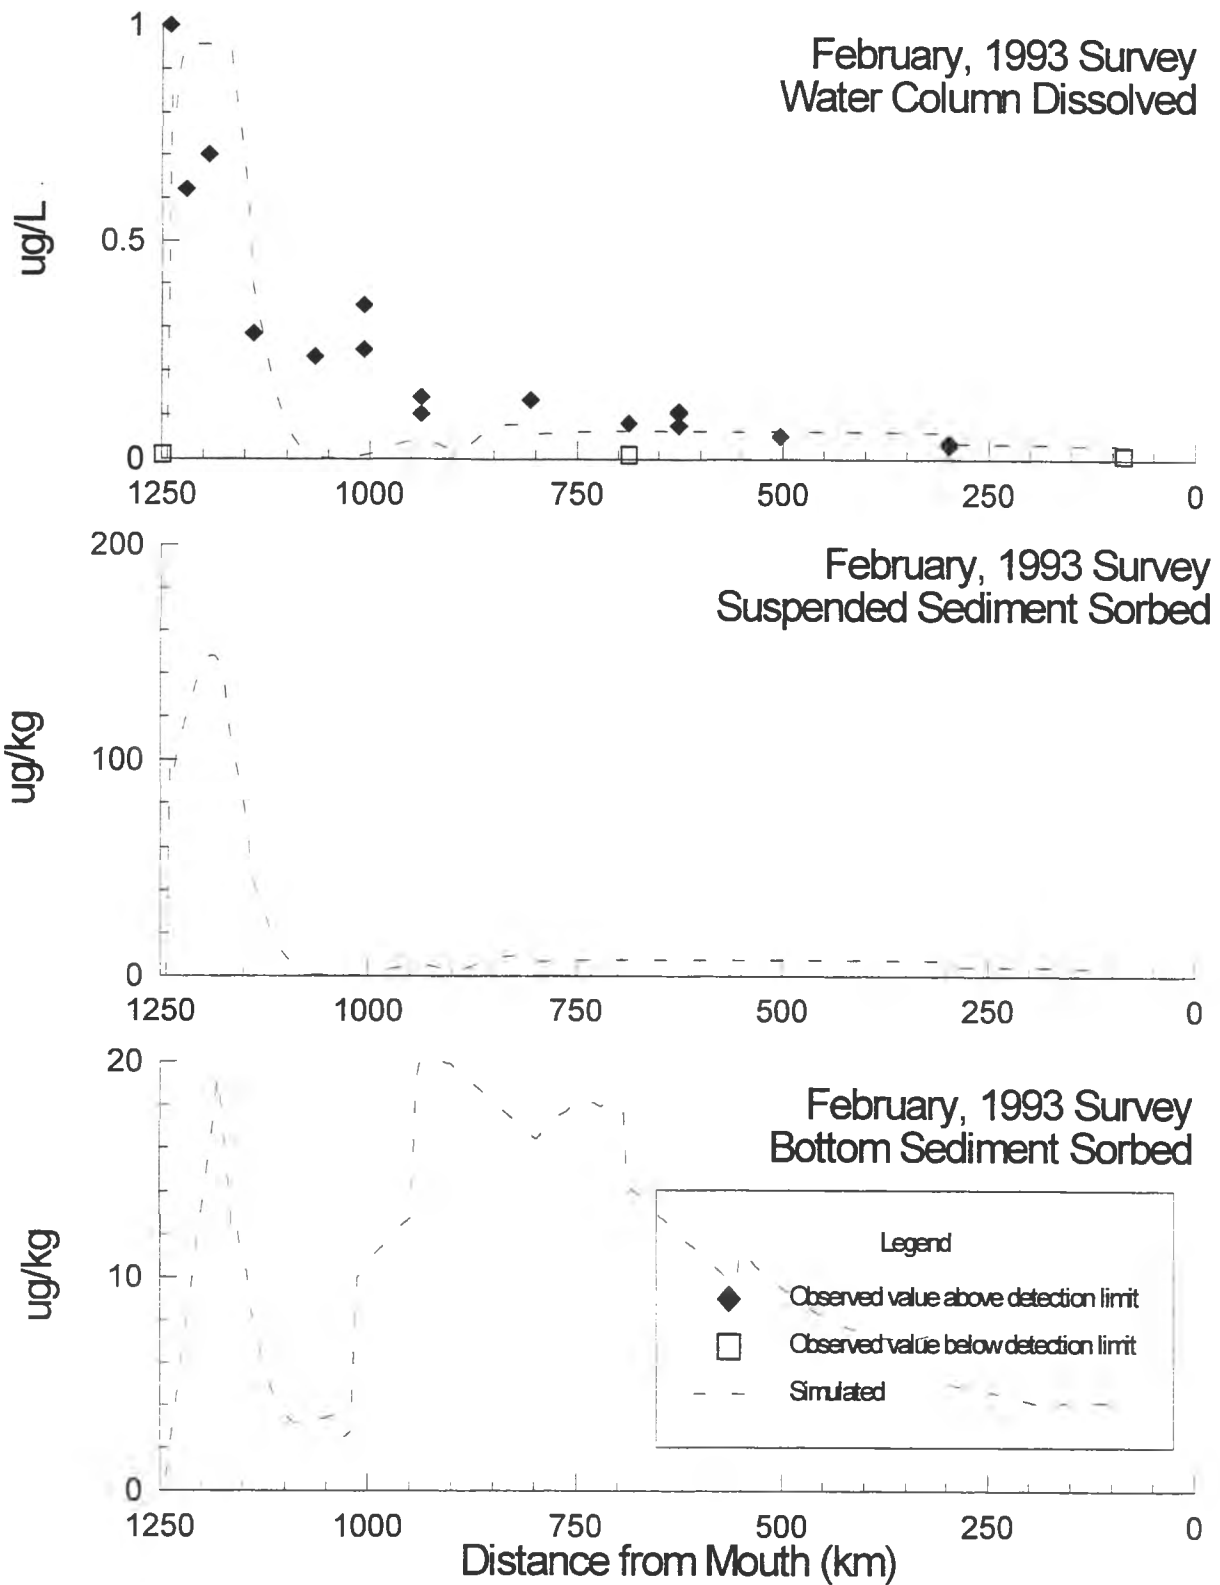 February, 1993 Survey
Water Column Dissolved
1
0.5
0
ug/L
1250 1000 750 500 250 0
February, 1993 Survey
Suspended Sediment Sorbed
200
100
0
ug/kg
1250 1000 750 500 250 0
February, 1993 Survey
Bottom Sediment Sorbed
20
10
0
ug/kg
Legend
Observed value above detection limit
Observed value below detection limit
Simulated
1250 1000 750 500 250 0
Distance from Mouth (km)